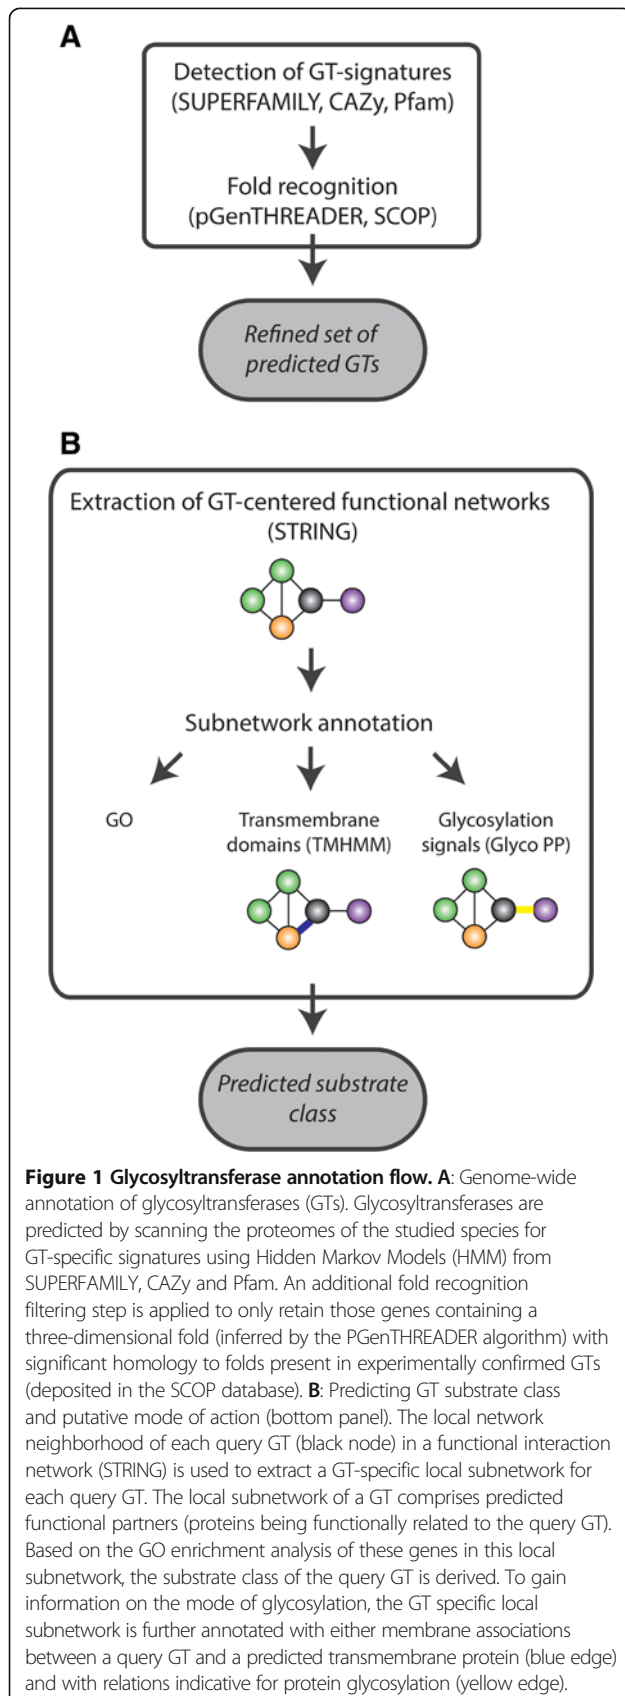 A
Detection of GT-signatures
(SUPERFAMILY, CAZy, Pfam)
Fold recognition
(pGenTHREADER, SCOP)
Refined set of
predicted GTs
B
Extraction of GT-centered functional networks
(STRING)
Subnetwork annotation
GO
Transmembrane
domains (TMHMM)
Glycosylation
signals (Glyco PP)
Predicted substrate
class
Figure 1 Glycosyltransferase annotation flow. A: Genome-wide
annotation of glycosyltransferases (GTs). Glycosyltransferases are
predicted by scanning the proteomes of the studied species for
GT-specific signatures using Hidden Markov Models (HMM) from
SUPERFAMILY, CAZy and Pfam. An additional fold recognition
filtering step is applied to only retain those genes containing a
three-dimensional fold (inferred by the PGenTHREADER algorithm) with
significant homology to folds present in experimentally confirmed GTs
(deposited in the SCOP database). B: Predicting GT substrate class
and putative mode of action (bottom panel). The local network
neighborhood of each query GT (black node) in a functional interaction
network (STRING) is used to extract a GT-specific local subnetwork for
each query GT. The local subnetwork of a GT comprises predicted
functional partners (proteins being functionally related to the query GT).
Based on the GO enrichment analysis of these genes in this local
subnetwork, the substrate class of the query GT is derived. To gain
information on the mode of glycosylation, the GT specific local
subnetwork is further annotated with either membrane associations
between a query GT and a predicted transmembrane protein (blue edge)
and with relations indicative for protein glycosylation (yellow edge).